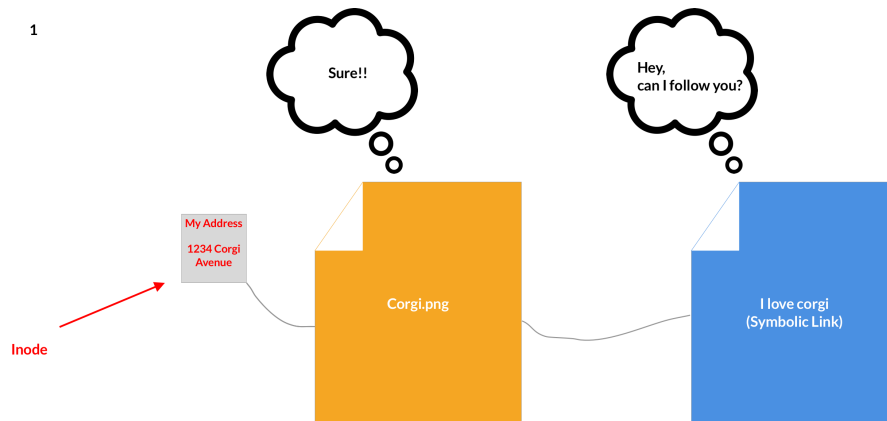 1
Sure!!
Hey,
can I follow you?
My Address
1234 Corgi
Avenue
Corgi.png
I love corgi
(Symbolic Link)
Inode